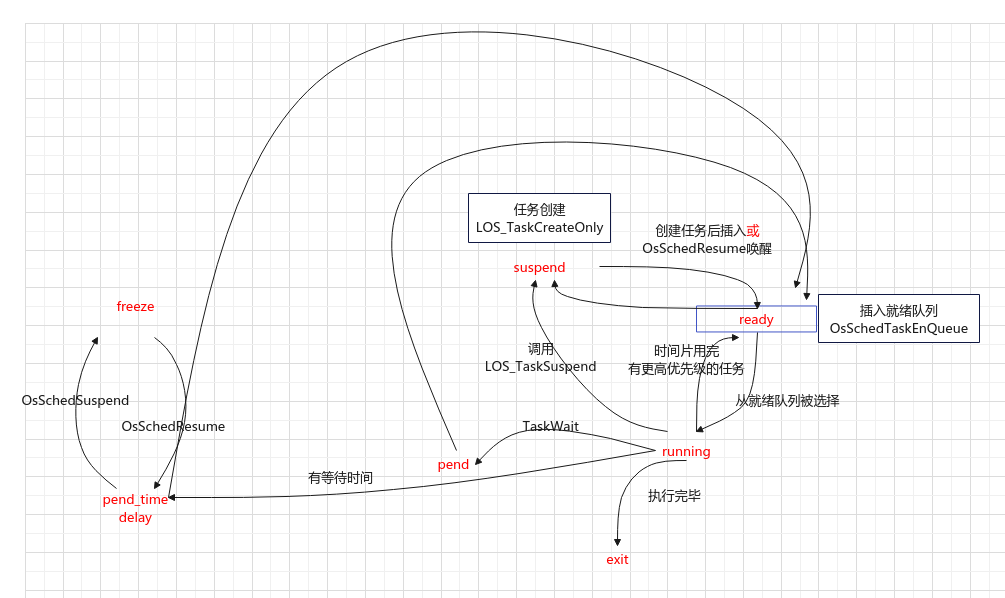 任务创建
LOS_TaskCreateOnly
创建任务后插入或
OsSchedResume唤醒
suspend
freeze
ready
插入就绪队列
OsSchedTaskEnQueue
调用
LOS_TaskSuspend
时间片用完
有更高优先级的任务
OsSchedSuspend
从就绪队列被选择
OsSchedResume
TaskWait
running
pend
有等待时间
pend_time
delay
执行完毕
exit